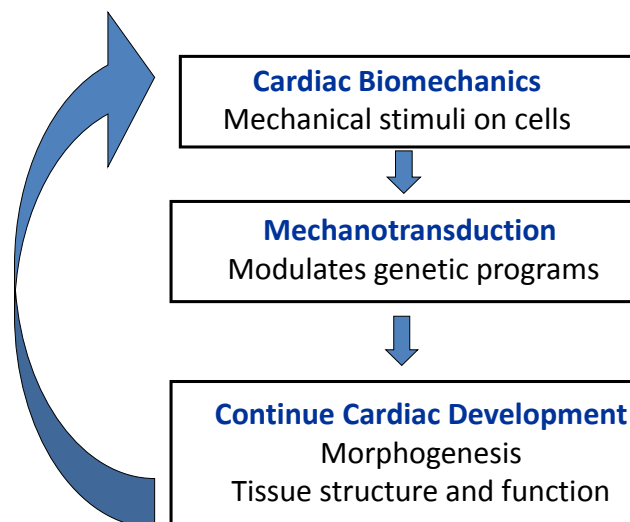 Cardiac Biomechanics
Mechanical stimuli on cells
Mechanotransduction
Modulates genetic programs
Continue Cardiac Development
Morphogenesis
Tissue structure and function